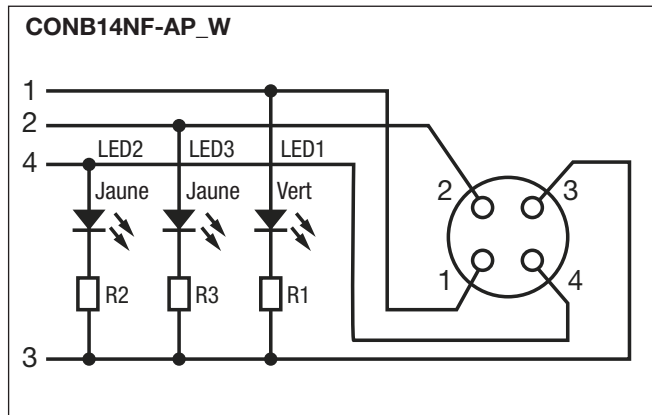 CONB14NF-AP_W
1
2
4
LED2 LED3 LED1
Jaune Jaune Vert
2 3
1 4
R2 R3 R1
3